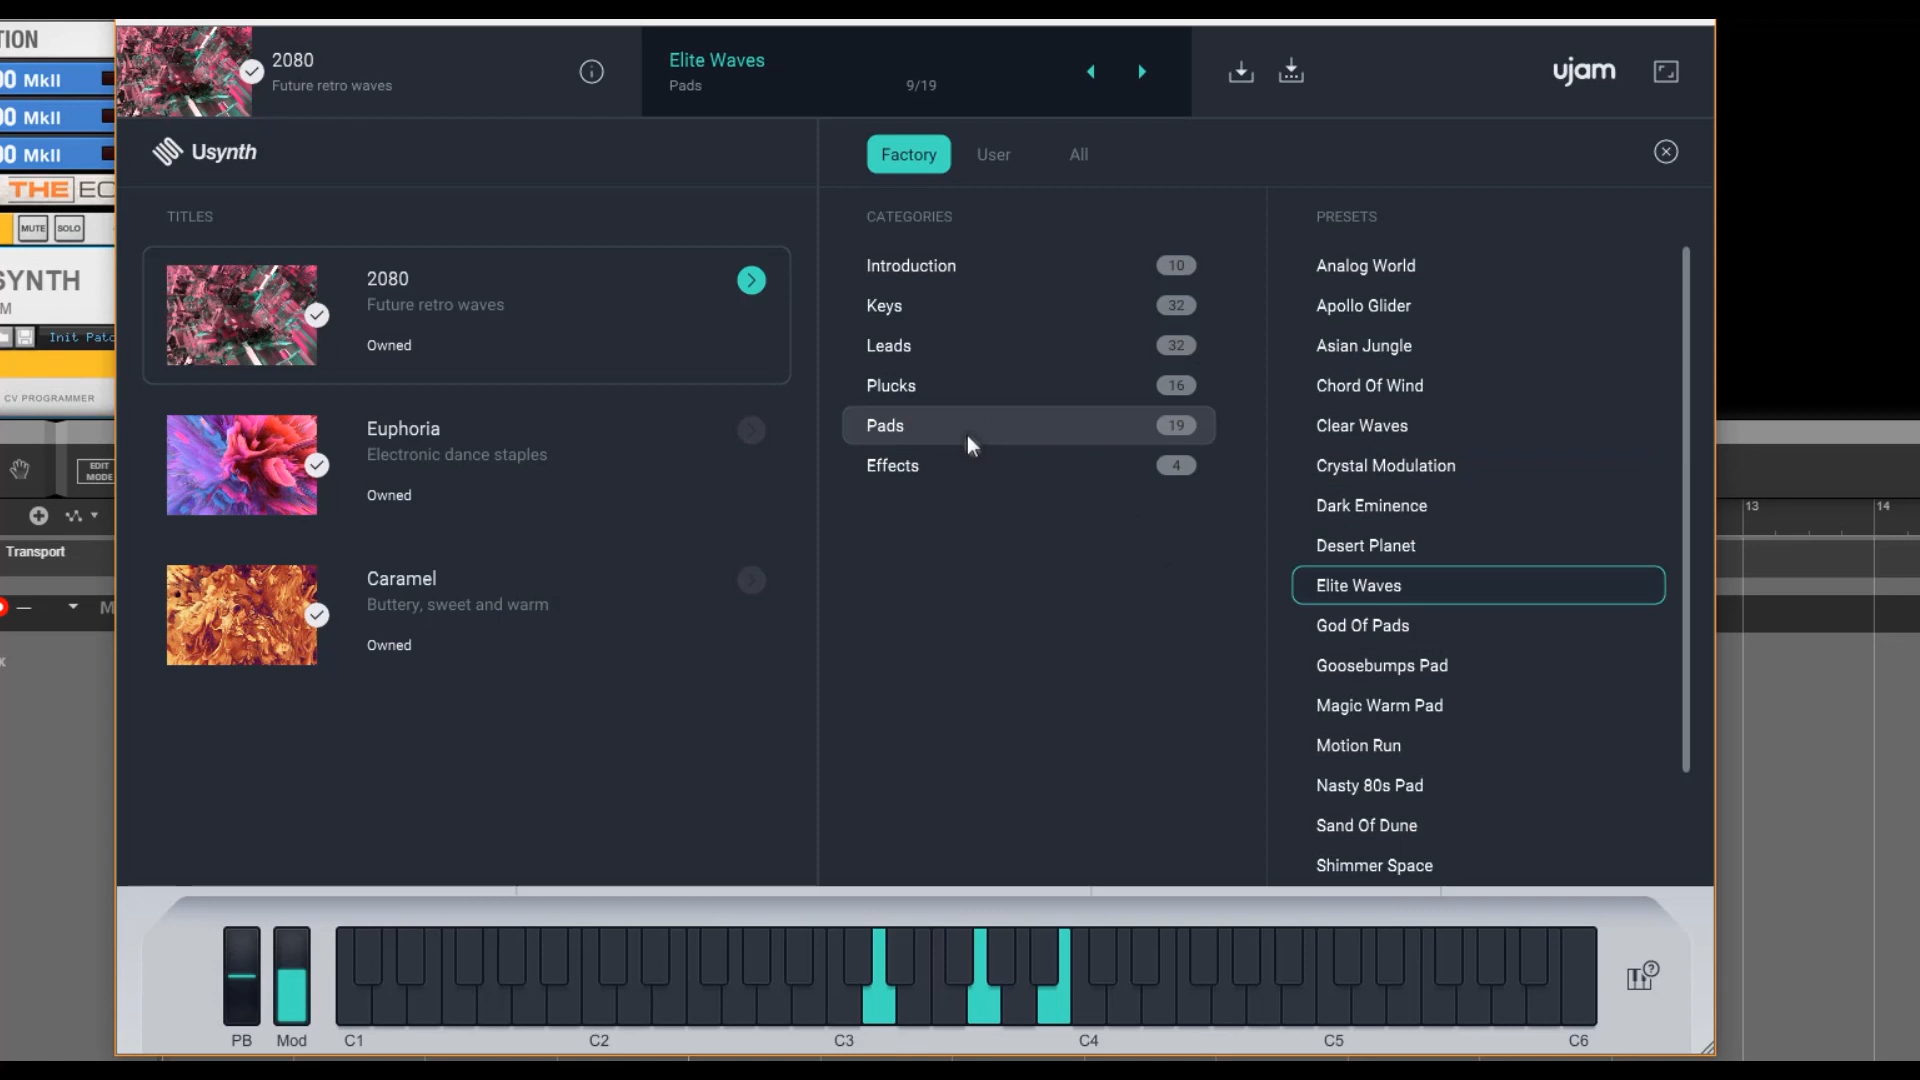 TION
2080
Future retro waves
Elite Waves
Pads
9/19
ujam
00 MkII
00 MkII
00 MkII
THE EC
MUTE SOLO
SYNTH
M
Init Patc
CV PROGRAMMER
EDIT
MODE
Transport
M
Usynth
Factory
User
All
TITLES
2080
Future retro waves
Owned
Euphoria
Electronic dance staples
Owned
Caramel
Buttery, sweet and warm
Owned
CATEGORIES
Introduction 10
Keys 32
Leads 32
Plucks 16
Pads 19
Effects 4
PRESETS
Analog World
Apollo Glider
Asian Jungle
Chord Of Wind
Clear Waves
Crystal Modulation
Dark Eminence
Desert Planet
Elite Waves
God Of Pads
Goosebumps Pad
Magic Warm Pad
Motion Run
Nasty 80s Pad
Sand Of Dune
Shimmer Space
13
14
PB
Mod
C1
C2
C3
C4
C5
C6